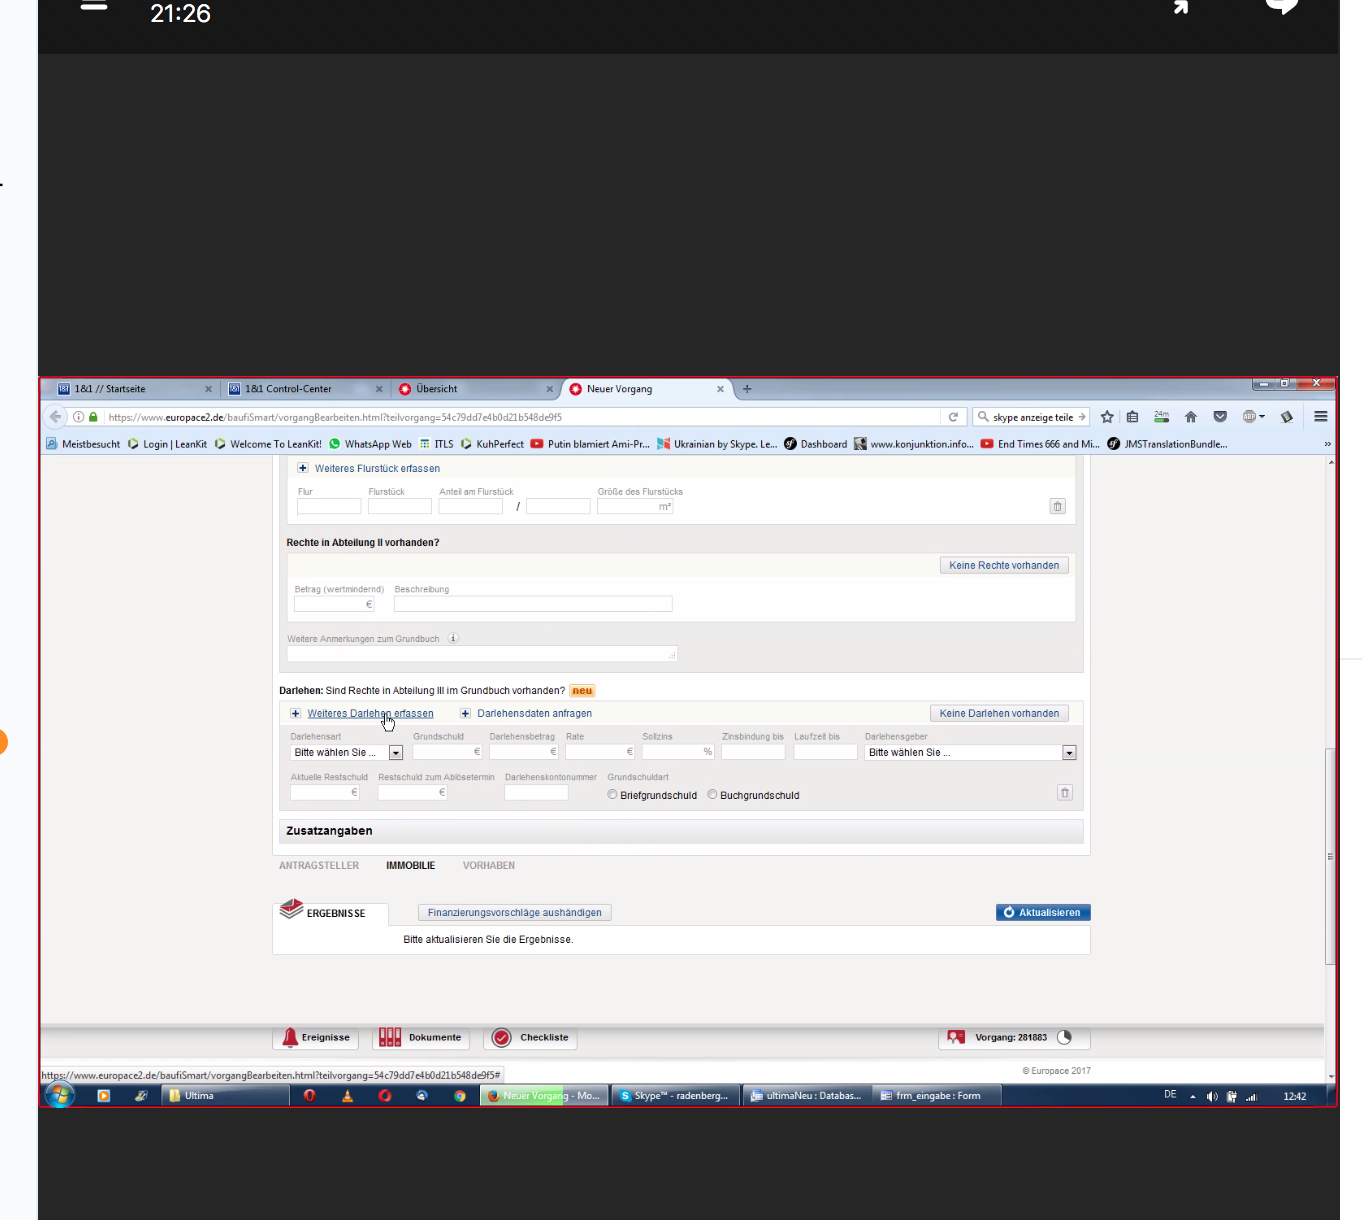 21:26
1&1 // Startseite
1&1 Control-Center
Übersicht
Neuer Vorgang
https://www.europace2.de/baufiSmart/vorgangBearbeiten.html?teilvorgang=54c79dd7e4b0d21b548de9f5
skype anzeige teile
24m
ABP
Meistbesucht
Login | LeanKit
Welcome To LeanKit!
WhatsApp Web
ITLS
KuhPerfect
Putin blamiert Ami-Pr...
Ukrainian by Skype. Le...
Dashboard
www.konjunktion.info...
End Times 666 and Mi...
JMSTranslationBundle...
»
Weiteres Flurstück erfassen
Flur
Flurstück
Anteil am Flurstück
Größe des Flurstücks
/
m²
Rechte in Abteilung II vorhanden?
Keine Rechte vorhanden
Betrag (wertmindernd)
Beschreibung
€
Weitere Anmerkungen zum Grundbuch
i
Darlehen: Sind Rechte in Abteilung III im Grundbuch vorhanden? neu
Weiteres Darlehen erfassen
Darlehensdaten anfragen
Keine Darlehen vorhanden
Darlehensart
Grundschuld
Darlehensbetrag
Rate
Sollzins
Zinsbindung bis
Laufzeit bis
Darlehensgeber
Bitte wählen Sie ...
€
€
€
%
Bitte wählen Sie ...
Aktuelle Restschuld
Restschuld zum Ablösetermin
Darlehenskontonummer
Grundschuldart
€
€
Briefgrundschuld
Buchgrundschuld
Zusatzangaben
ANTRAGSTELLER
IMMOBILIE
VORHABEN
ERGEBNISSE
Finanzierungsvorschläge aushändigen
Aktualisieren
Bitte aktualisieren Sie die Ergebnisse.
Ereignisse
Dokumente
Checkliste
Vorgang: 281883
© Europace 2017
https://www.europace2.de/baufiSmart/vorgangBearbeiten.html?teilvorgang=54c79dd7e4b0d21b548de9f5#
Ultima
Neuer Vorgang - Mo...
Skype™ - radenberg...
ultimaNeu : Databas...
frm_eingabe : Form
DE
12:42